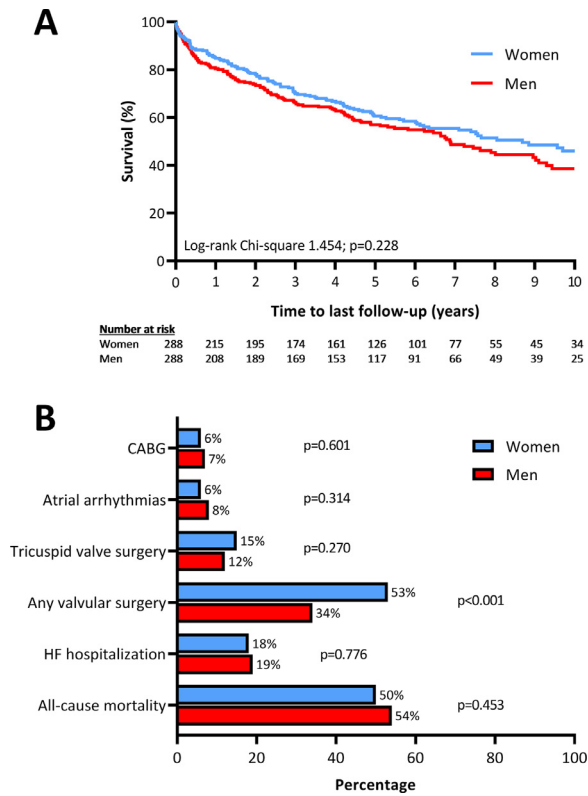 A
100
80
60
40
20
0
Survival (%)
Women
Men
Log-rank Chi-square 1.454; p=0.228
0 1 2 3 4 5 6 7 8 9 10
Time to last follow-up (years)
Number at risk
Women 288 215 195 174 161 126 101 77 55 45 34
Men 288 208 189 169 153 117 91 66 49 39 25
B
Women
Men
CABG 6% 7% p=0.601
Atrial arrhythmias 6% 8% p=0.314
Tricuspid valve surgery 15% 12% p=0.270
Any valvular surgery 53% 34% p<0.001
HF hospitalization 18% 19% p=0.776
All-cause mortality 50% 54% p=0.453
0 20 40 60 80 100
Percentage